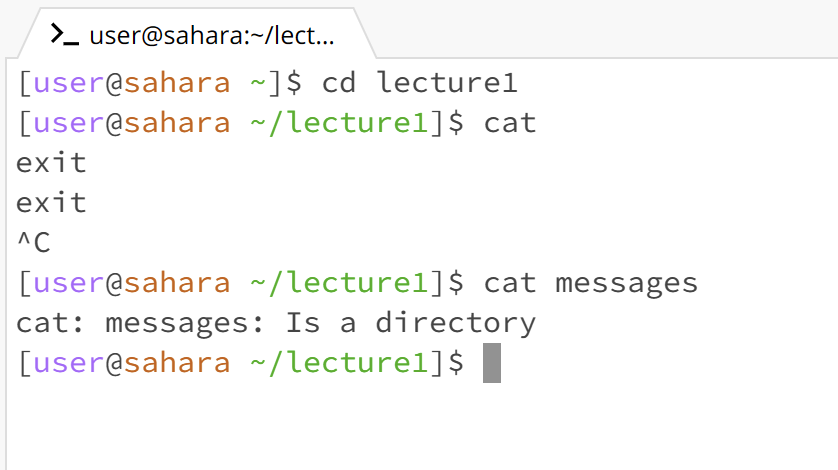 >_ user@sahara:~/lect...
[user@sahara ~]$ cd lecture1
[user@sahara ~/lecture1]$ cat
exit
exit
^C
[user@sahara ~/lecture1]$ cat messages
cat: messages: Is a directory
[user@sahara ~/lecture1]$